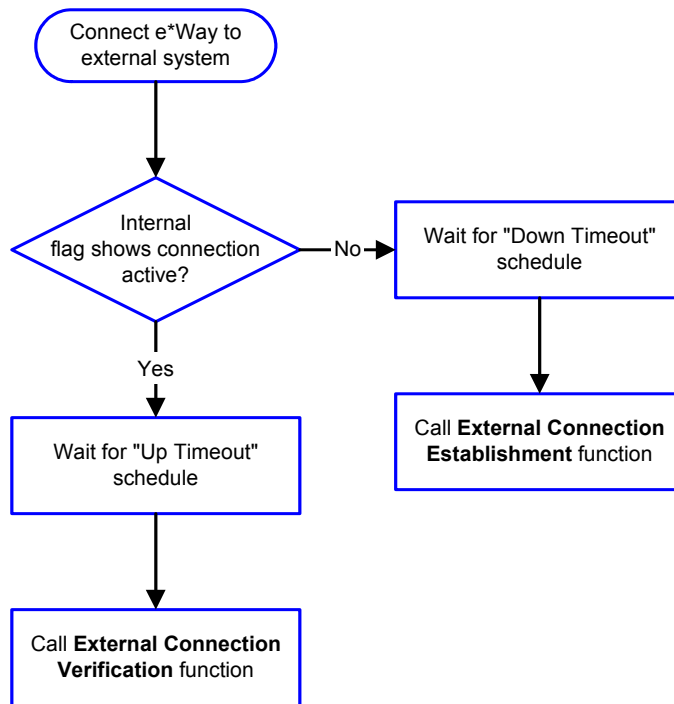 Connect e*Way to
external system
Internal
flag shows connection
active?
No
Wait for "Down Timeout"
schedule
Yes
Call External Connection
Establishment function
Wait for "Up Timeout"
schedule
Call External Connection
Verification function